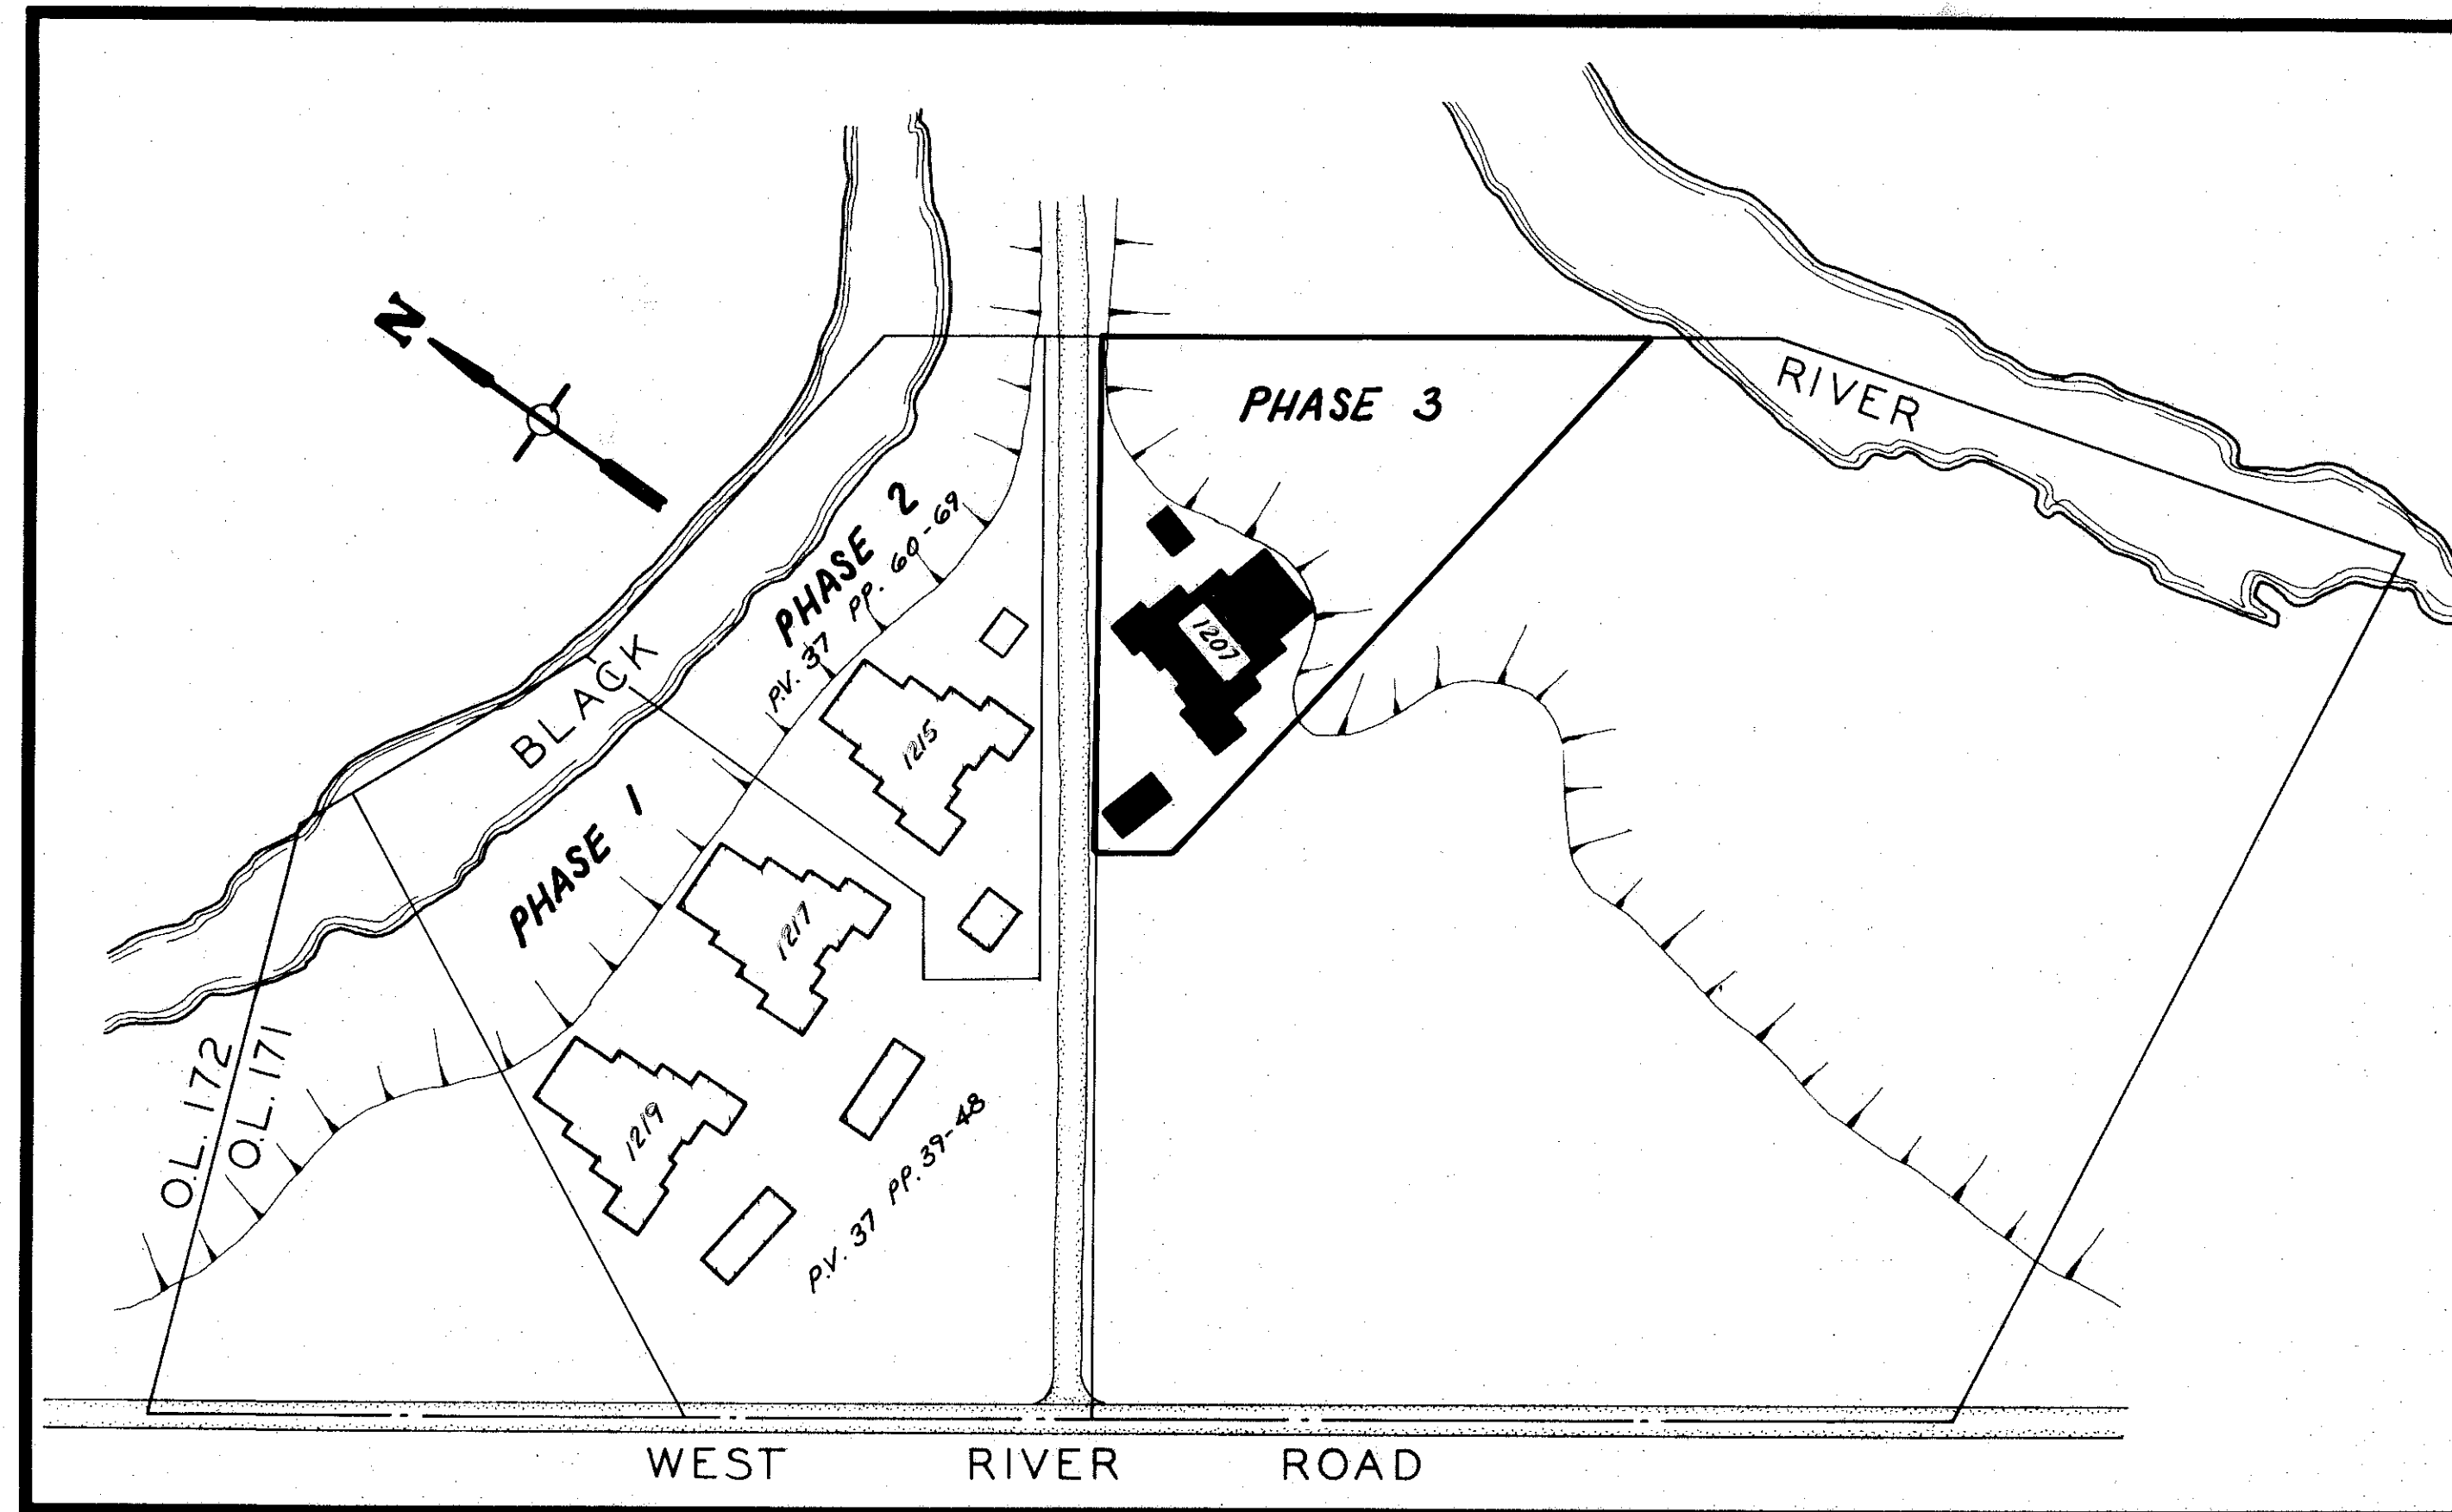 N
PHASE 3
RIVER
PHASE 2
P.V. 37 PP. 60-69
1207
BLACK
1215
PHASE 1
1217
O.L. 172
O.L. 171
1219
P.V. 37 PP. 39-48
WEST RIVER ROAD